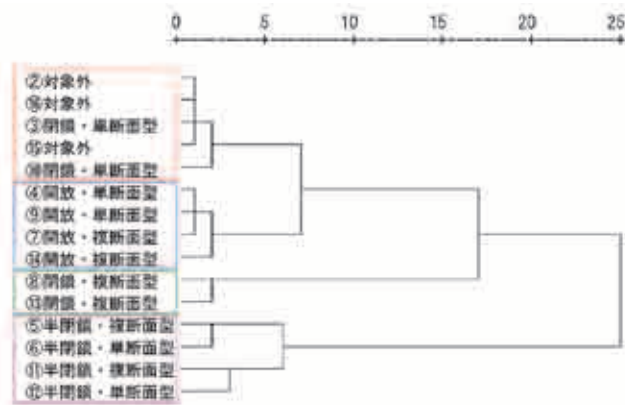 0 5 10 15 20 25
②対象外
⑯対象外
③閉鎖・単断面型
⑮対象外
⑩閉鎖・単断面型
④開放・単断面型
⑨開放・単断面型
⑦開放・複断面型
⑭開放・複断面型
⑧閉鎖・複断面型
⑬閉鎖・複断面型
⑤半閉鎖・複断面型
⑥半閉鎖・単断面型
⑪半閉鎖・複断面型
⑫半閉鎖・単断面型